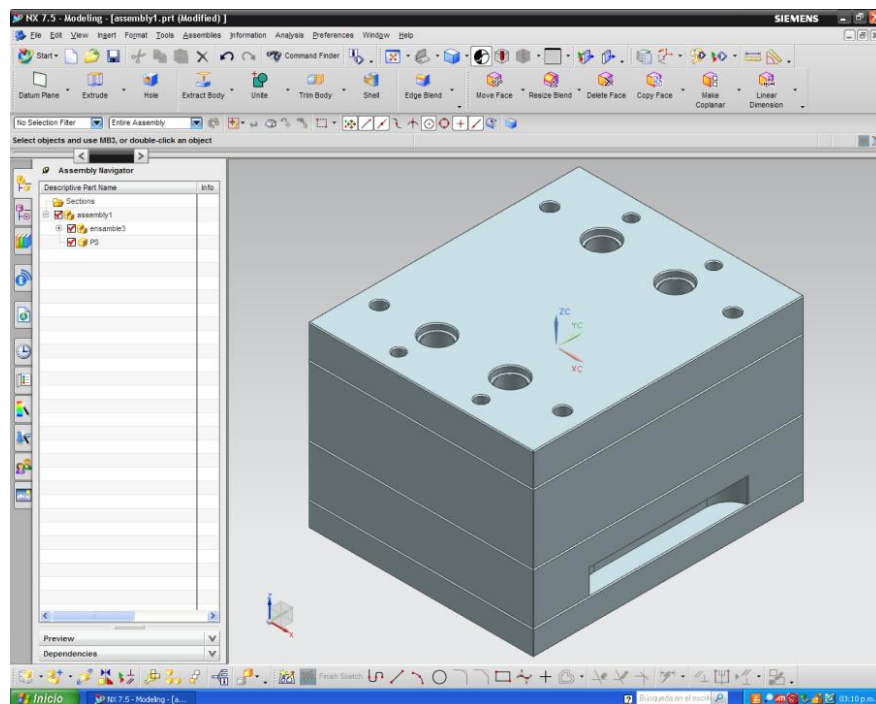 NX 7.5 - Modeling - [assembly1.prt (Modified) ]
SIEMENS
File Edit View Insert Format Tools Assemblies Information Analysis Preferences Window Help
Start
Command Finder
Datum Plane Extrude Hole Extract Body Unite Trim Body Shell Edge Blend Move Face Resize Blend Delete Face Copy Face Make Coplanar Linear Dimension
No Selection Filter Entire Assembly
Select objects and use MB3, or double-click an object
Assembly Navigator
Descriptive Part Name Info
Sections
assembly1
ensamble3
PS
ZC
YC
XC
Z
X
Preview
Dependencies
Finish Sketch
Inicio NX 7.5 - Modeling - [a... Búsqueda en el escrit 03:10 p.m.